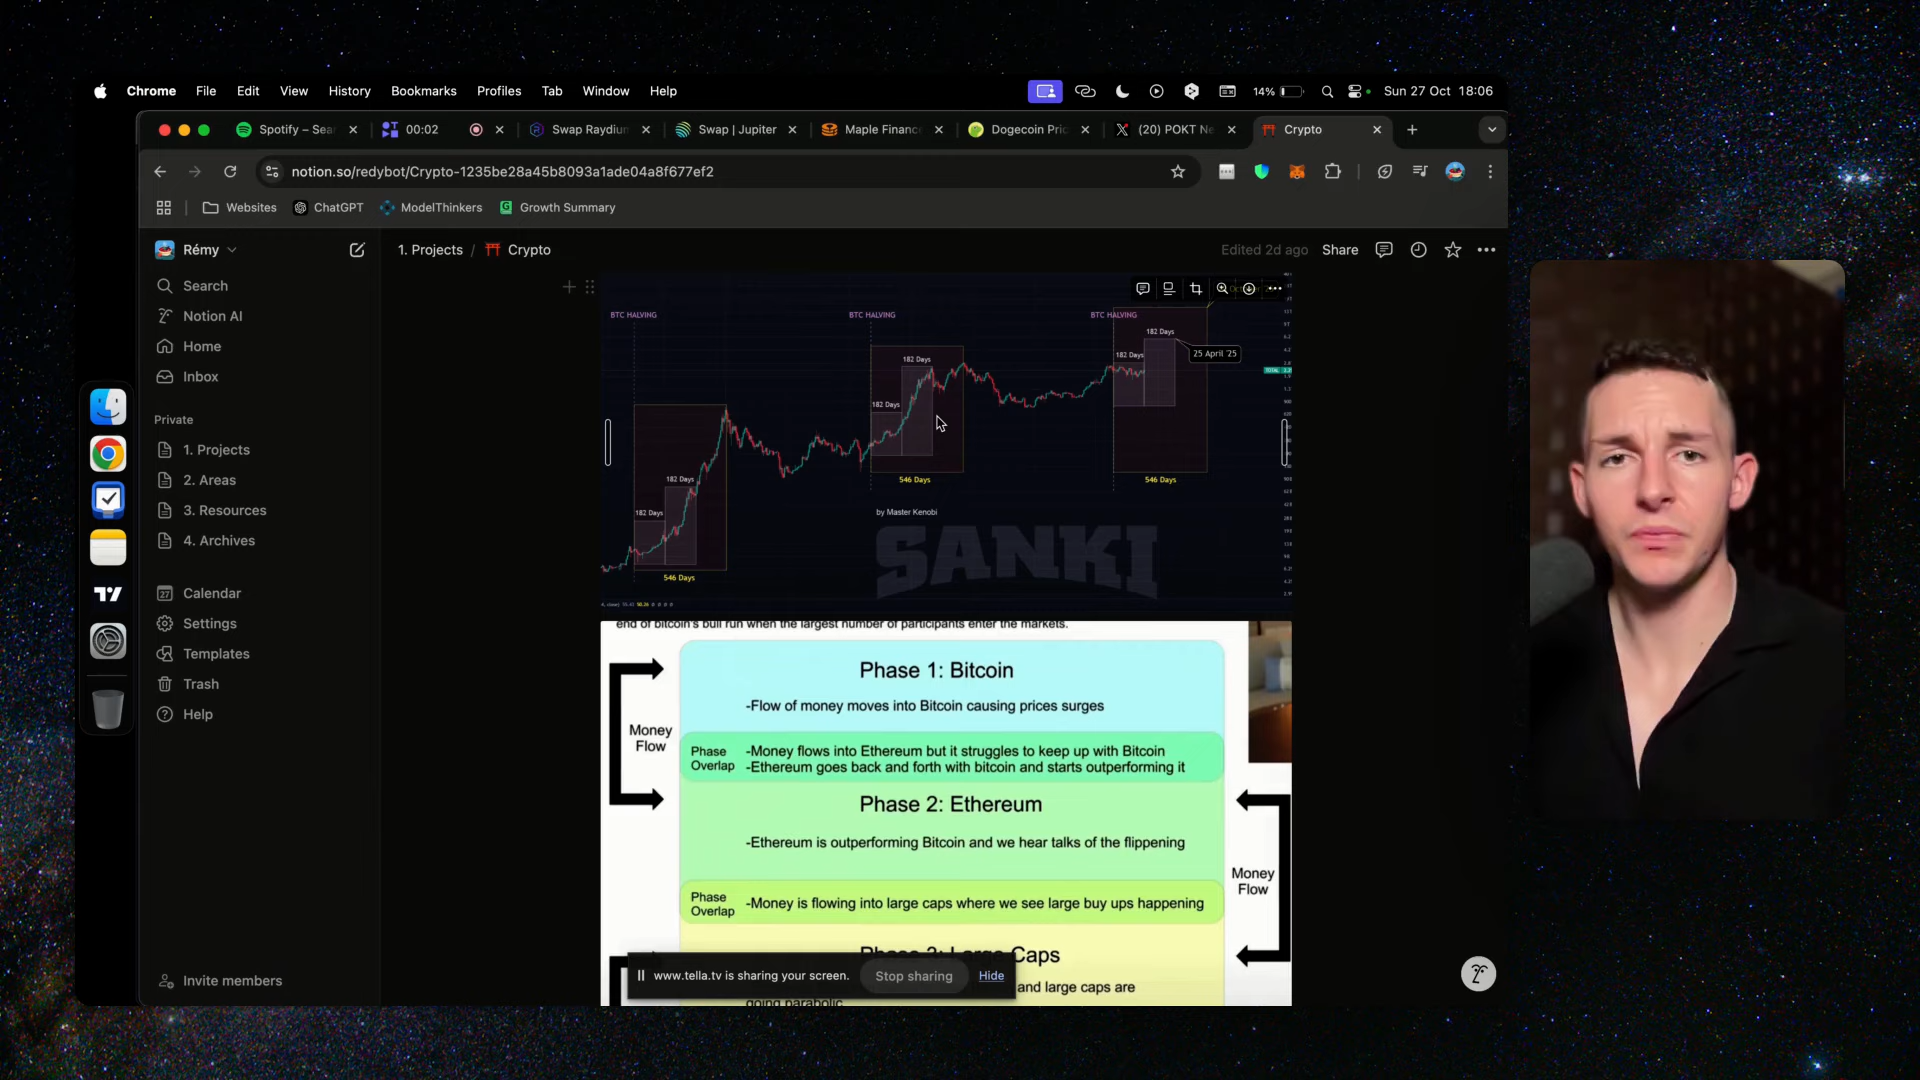 Chrome File Edit View History Bookmarks Profiles Tab Window Help
14% Sun 27 Oct 18:06
Spotify – Sea
00:02
Swap Raydium
Swap | Jupiter
Maple Financ
Dogecoin Pric
(20) POKT Ne
Crypto
notion.so/redybot/Crypto-1235be28a45b8093a1ade04a8f677ef2
Websites ChatGPT ModelThinkers Growth Summary
Rémy
1. Projects / Crypto
Edited 2d ago Share
Search
Notion AI
Home
Inbox
Private
1. Projects
2. Areas
3. Resources
4. Archives
27 Calendar
Settings
Templates
Trash
Help
Invite members
BTC HALVING BTC HALVING BTC HALVING
182 Days
182 Days 182 Days
25 April '25
182 Days
182 Days
182 Days
546 Days 546 Days
by Master Kenobi
SANKI
546 Days
end of bitcoin's bull run when the largest number of participants enter the markets.
Phase 1: Bitcoin
-Flow of money moves into Bitcoin causing prices surges
Money
Flow
Phase
Overlap
-Money flows into Ethereum but it struggles to keep up with Bitcoin
-Ethereum goes back and forth with bitcoin and starts outperforming it
Phase 2: Ethereum
-Ethereum is outperforming Bitcoin and we hear talks of the flippening
Money
Flow
Phase
Overlap
-Money is flowing into large caps where we see large buy ups happening
Phase 3: Large Caps
and large caps are
going parabolic
www.tella.tv is sharing your screen. Stop sharing Hide